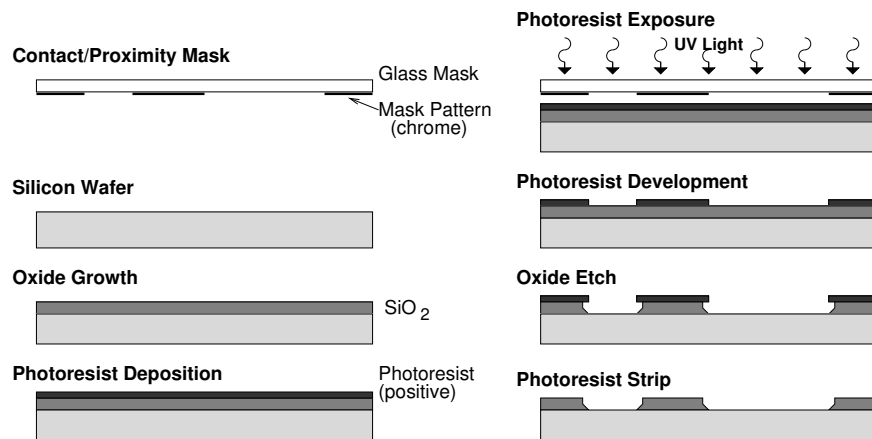 Contact/Proximity Mask
Glass Mask
Mask Pattern
(chrome)
Silicon Wafer
Oxide Growth
SiO 2
Photoresist Deposition
Photoresist
(positive)
Photoresist Exposure
UV Light
Photoresist Development
Oxide Etch
Photoresist Strip